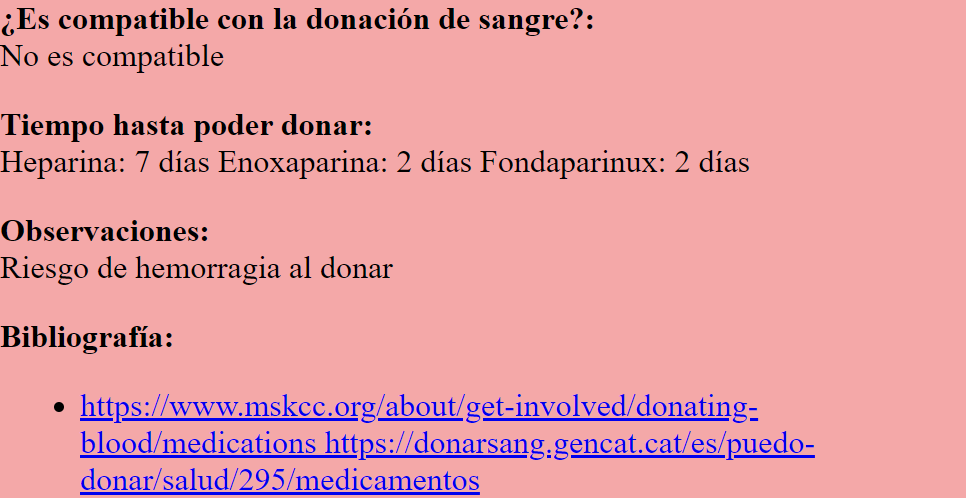 ¿Es compatible con la donación de sangre?:
No es compatible
Tiempo hasta poder donar:
Heparina: 7 días Enoxaparina: 2 días Fondaparinux: 2 días
Observaciones:
Riesgo de hemorragia al donar
Bibliografía:
https://www.mskcc.org/about/get-involved/donating-
blood/medications https://donarsang.gencat.cat/es/puedo-
donar/salud/295/medicamentos